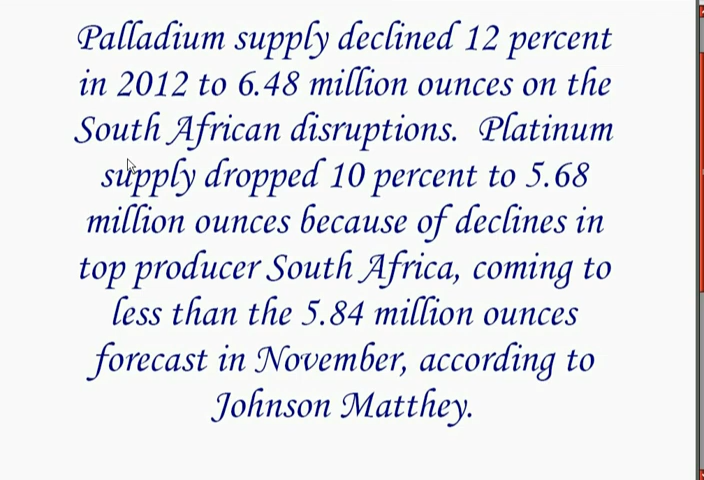 Palladium supply declined 12 percent
in 2012 to 6.48 million ounces on the
South African disruptions.  Platinum
supply dropped 10 percent to 5.68
million ounces because of declines in
top producer South Africa, coming to
less than the 5.84 million ounces
forecast in November, according to
Johnson Matthey.